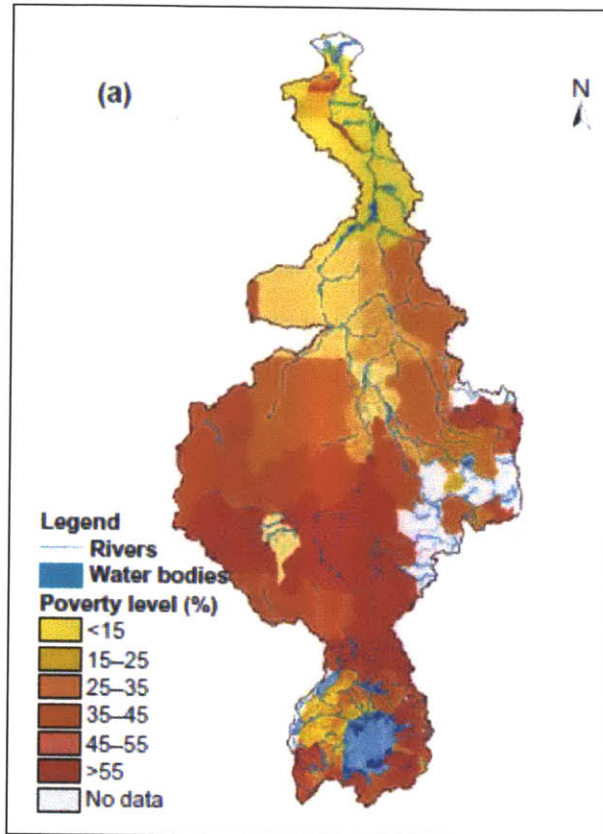 (a)
N
Legend
Rivers
Water bodies
Poverty level (%)
<15
15–25
25–35
35–45
45–55
>55
No data